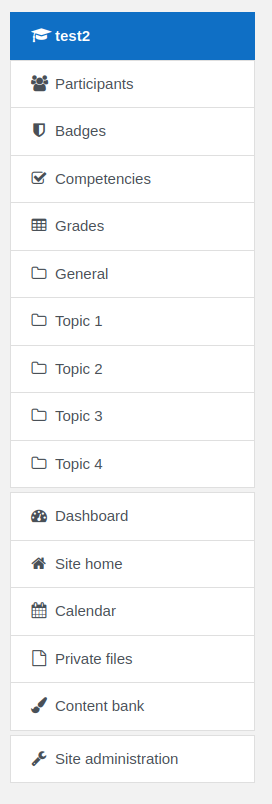 test2
Participants
Badges
Competencies
Grades
General
Topic 1
Topic 2
Topic 3
Topic 4
Dashboard
Site home
Calendar
Private files
Content bank
Site administration